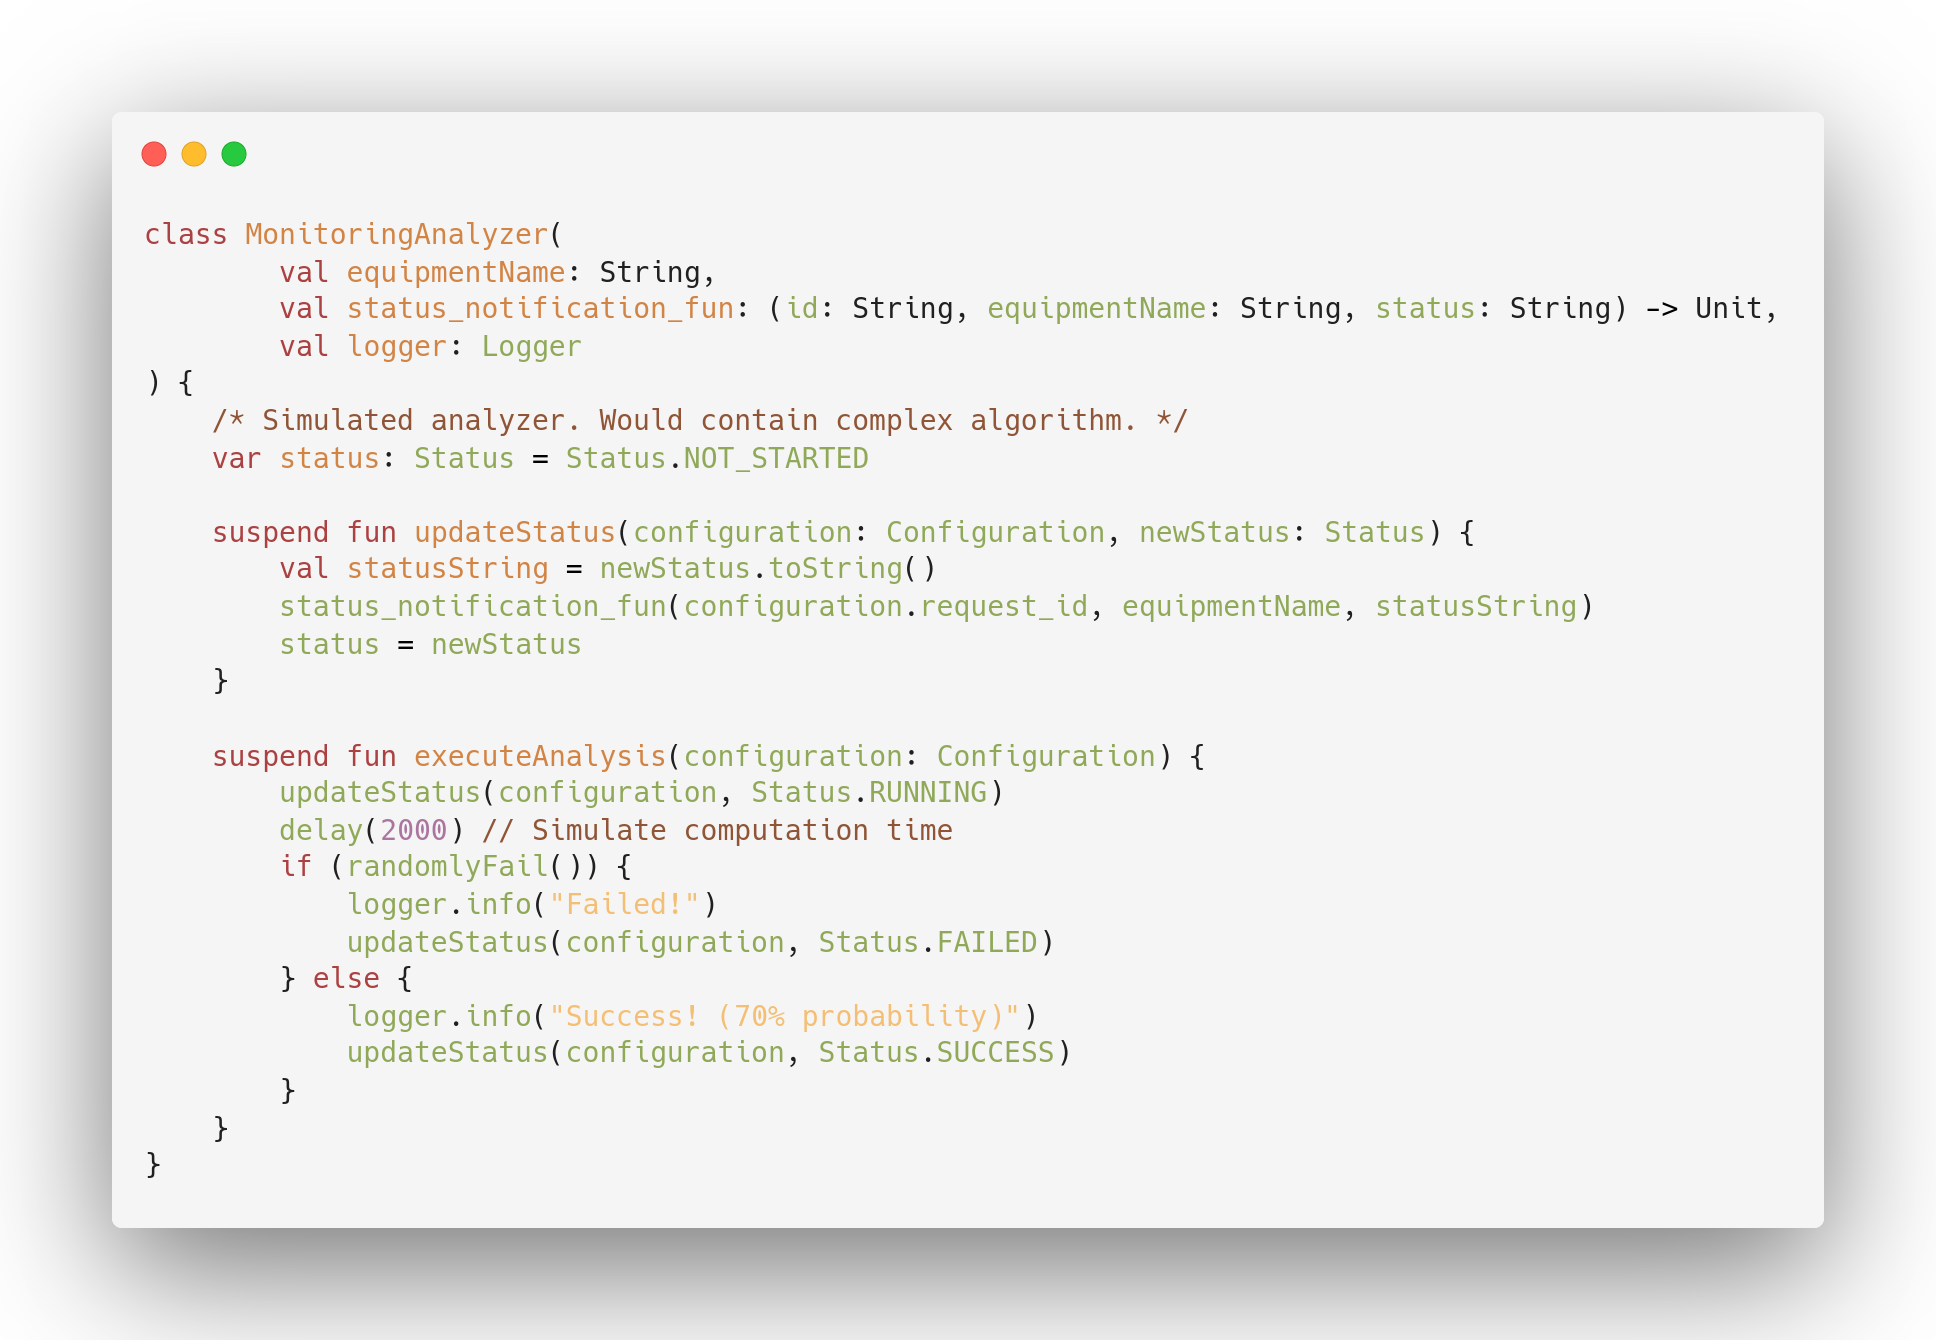 class MonitoringAnalyzer(
        val equipmentName: String,
        val status_notification_fun: (id: String, equipmentName: String, status: String) -> Unit,
        val logger: Logger
) {
    /* Simulated analyzer. Would contain complex algorithm. */
    var status: Status = Status.NOT_STARTED

    suspend fun updateStatus(configuration: Configuration, newStatus: Status) {
        val statusString = newStatus.toString()
        status_notification_fun(configuration.request_id, equipmentName, statusString)
        status = newStatus
    }

    suspend fun executeAnalysis(configuration: Configuration) {
        updateStatus(configuration, Status.RUNNING)
        delay(2000) // Simulate computation time
        if (randomlyFail()) {
            logger.info("Failed!")
            updateStatus(configuration, Status.FAILED)
        } else {
            logger.info("Success! (70% probability)")
            updateStatus(configuration, Status.SUCCESS)
        }
    }
}